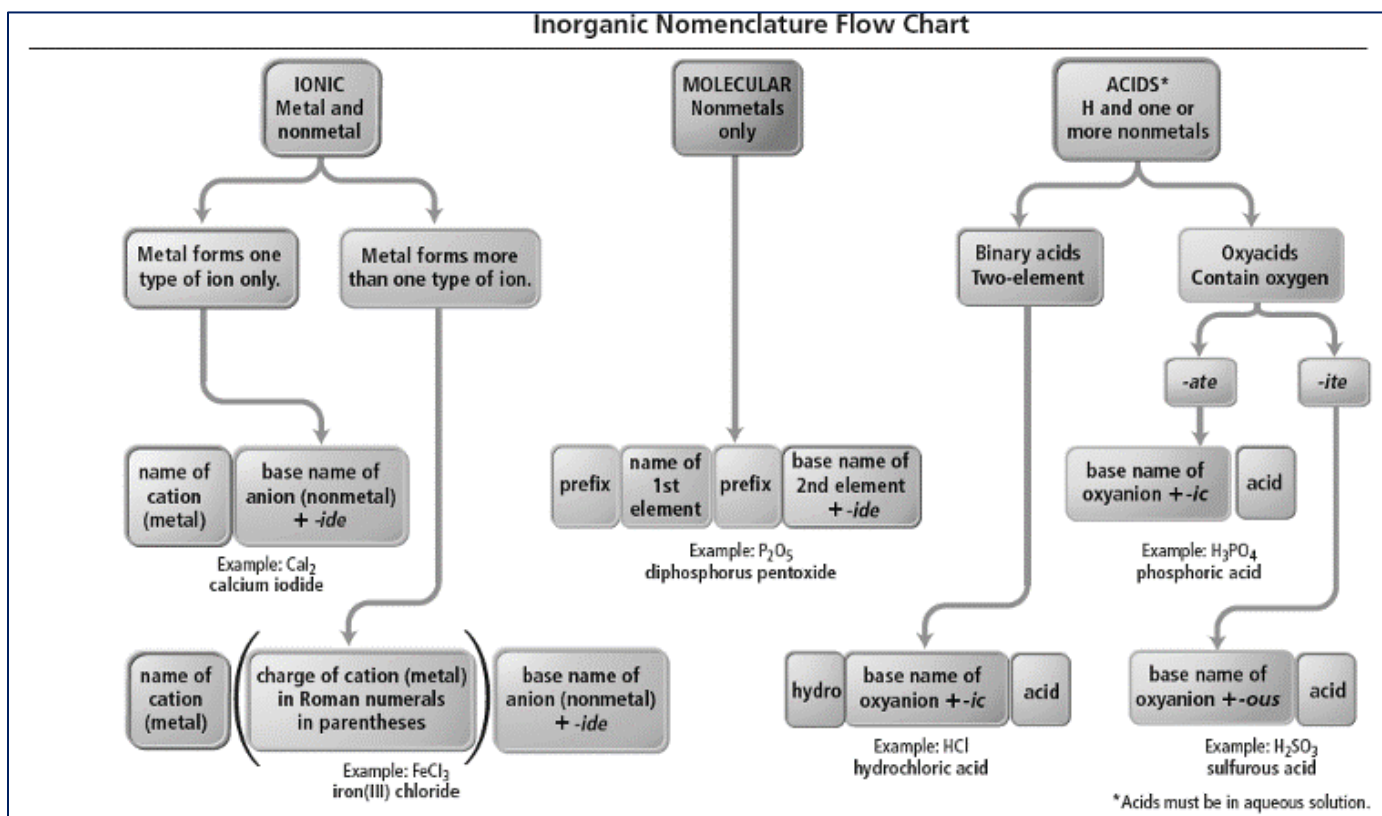 Inorganic Nomenclature Flow Chart
IONIC
Metal and
nonmetal
MOLECULAR
Nonmetals
only
ACIDS*
H and one or
more nonmetals
Metal forms one
type of ion only.
Metal forms more
than one type of ion.
Binary acids
Two-element
Oxyacids
Contain oxygen
-ate
-ite
name of
cation
(metal)
base name of
anion (nonmetal)
+ -ide
Example: CaI₂
calcium iodide
prefix
name of
1st
element
prefix
base name of
2nd element
+ -ide
Example: P₂O₅
diphosphorus pentoxide
base name of
oxyanion + -ic
acid
Example: H₃PO₄
phosphoric acid
name of
cation
(metal)
(charge of cation (metal)
in Roman numerals
in parentheses)
base name of
anion (nonmetal)
+ -ide
Example: FeCl₃
iron(III) chloride
hydro
base name of
oxyanion + -ic
acid
Example: HCl
hydrochloric acid
base name of
oxyanion + -ous
acid
Example: H₂SO₃
sulfurous acid
*Acids must be in aqueous solution.